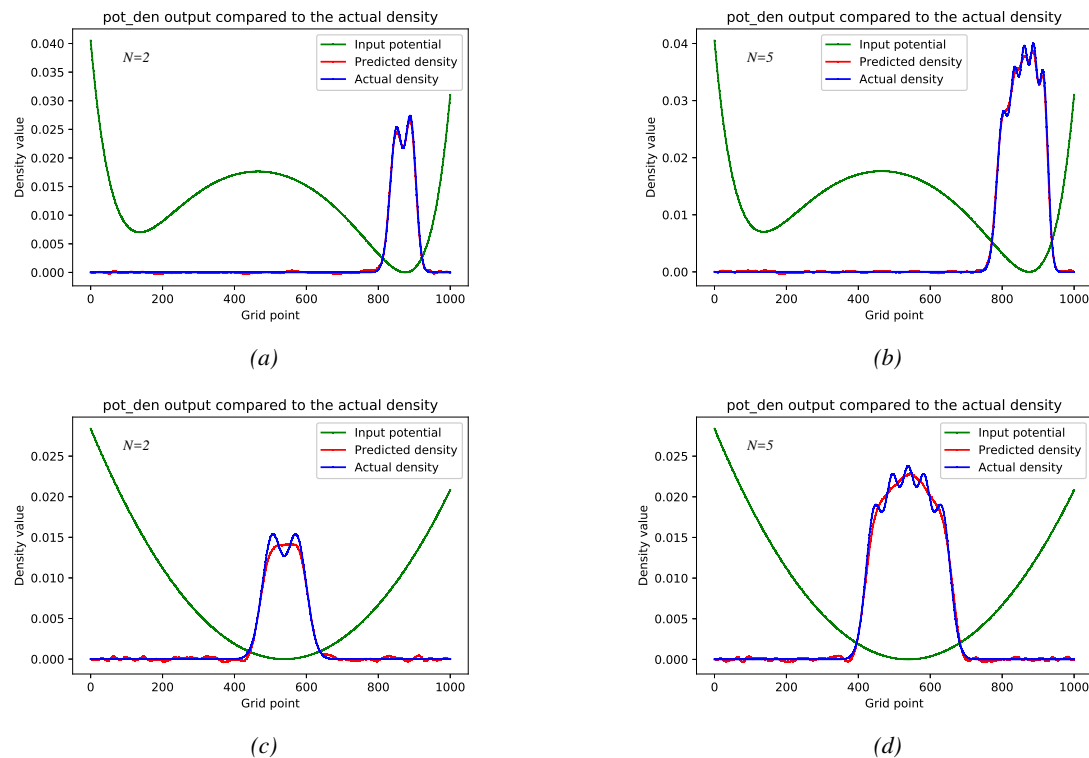 pot_den output compared to the actual density
N=2
Input potential
Predicted density
Actual density
Density value
0.040
0.035
0.030
0.025
0.020
0.015
0.010
0.005
0.000
0 200 400 600 800 1000
Grid point
(a)
pot_den output compared to the actual density
N=5
Input potential
Predicted density
Actual density
Density value
0.04
0.03
0.02
0.01
0.00
0 200 400 600 800 1000
Grid point
(b)
pot_den output compared to the actual density
N=2
Input potential
Predicted density
Actual density
Density value
0.025
0.020
0.015
0.010
0.005
0.000
0 200 400 600 800 1000
Grid point
(c)
pot_den output compared to the actual density
N=5
Input potential
Predicted density
Actual density
Density value
0.025
0.020
0.015
0.010
0.005
0.000
0 200 400 600 800 1000
Grid point
(d)